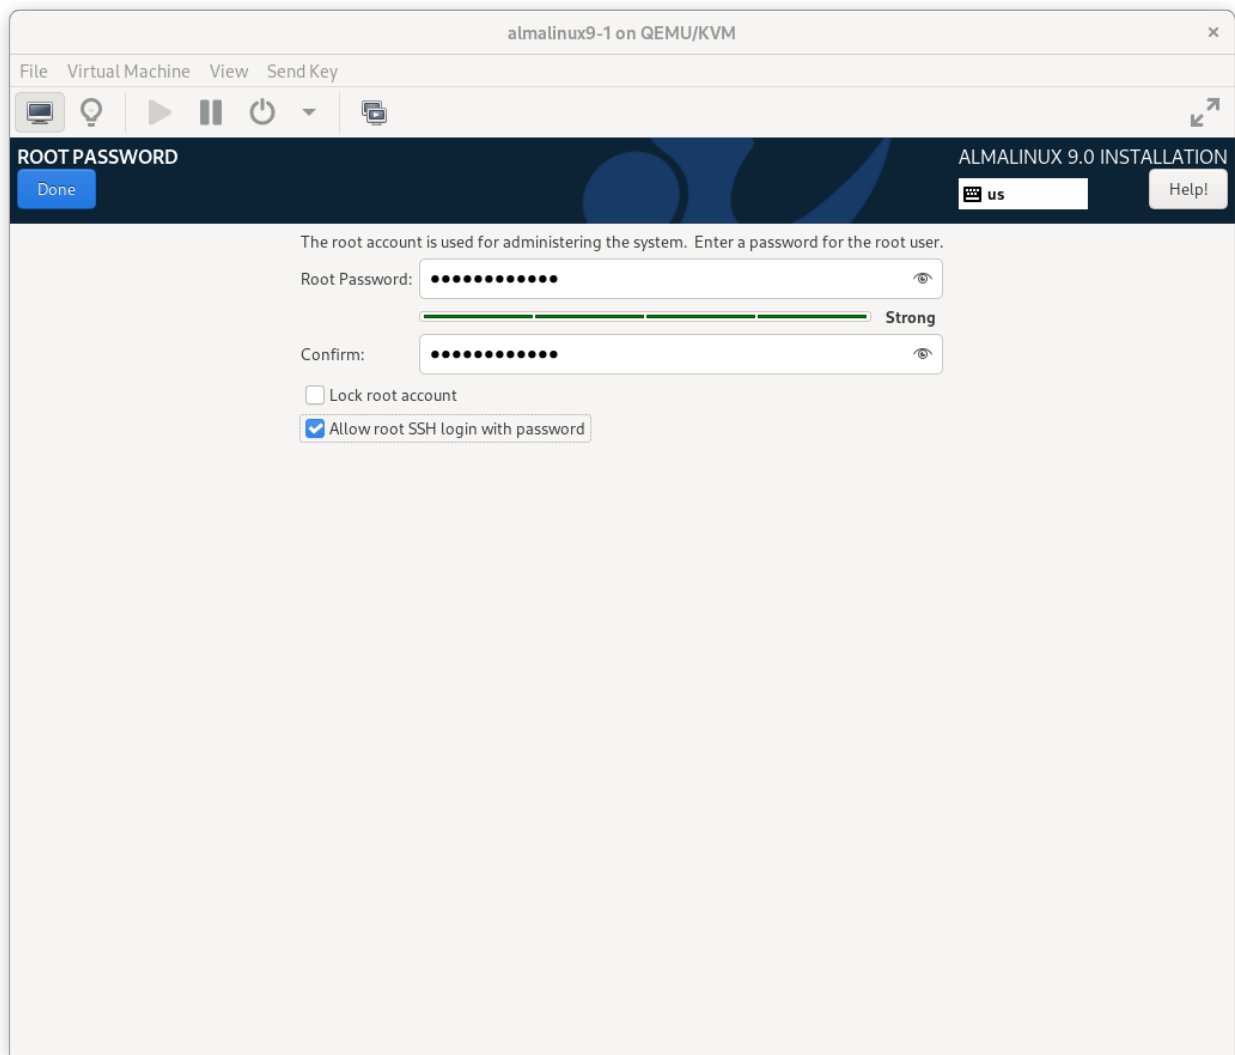 almalinux9-1 on QEMU/KVM
File Virtual Machine View Send Key
ROOT PASSWORD
ALMALINUX 9.0 INSTALLATION
Done
us
Help!
The root account is used for administering the system. Enter a password for the root user.
Root Password: ●●●●●●●●●●●●
Strong
Confirm: ●●●●●●●●●●●●
Lock root account
Allow root SSH login with password